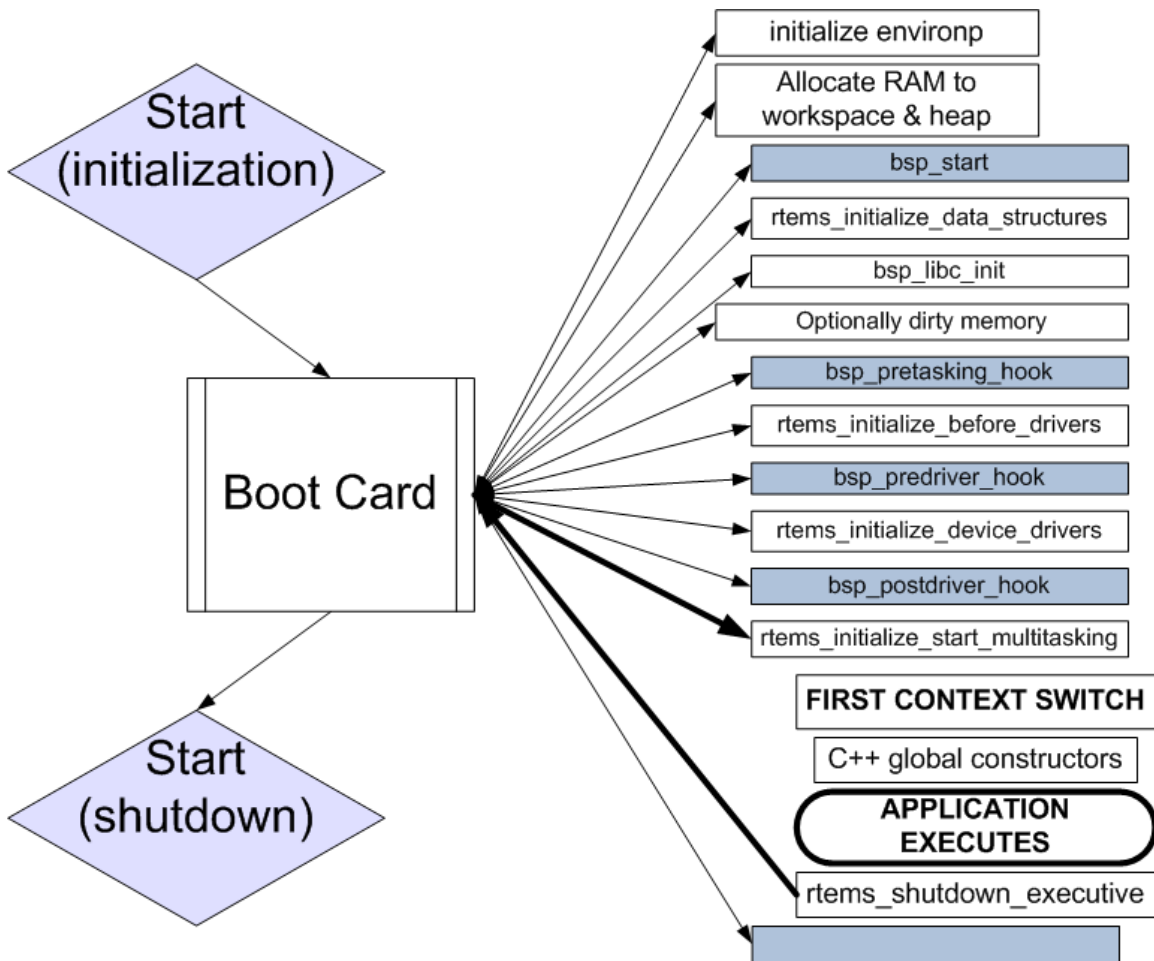 Start
(initialization)
Boot Card
Start
(shutdown)
initialize environp
Allocate RAM to
workspace & heap
bsp_start
rtems_initialize_data_structures
bsp_libc_init
Optionally dirty memory
bsp_pretasking_hook
rtems_initialize_before_drivers
bsp_predriver_hook
rtems_initialize_device_drivers
bsp_postdriver_hook
rtems_initialize_start_multitasking
FIRST CONTEXT SWITCH
C++ global constructors
APPLICATION
EXECUTES
rtems_shutdown_executive